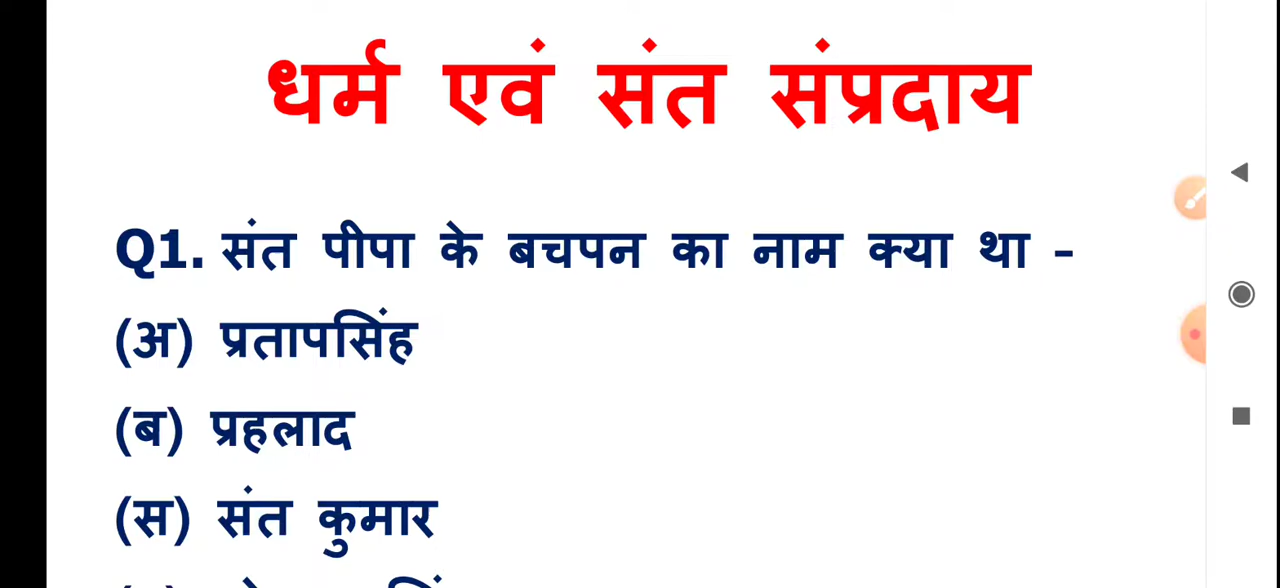 धर्म एवं संत संप्रदाय
Q1. संत पीपा के बचपन का नाम क्या था -
(अ) प्रतापसिंह
(ब) प्रहलाद
(स) संत कुमार